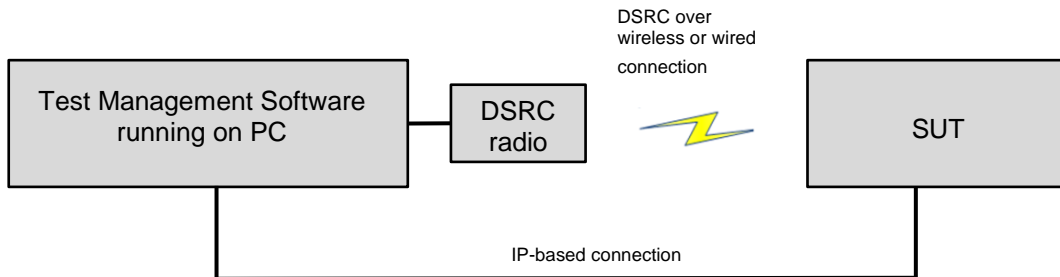 DSRC over
wireless or wired
connection
Test Management Software
running on PC
DSRC
radio
SUT
IP-based connection